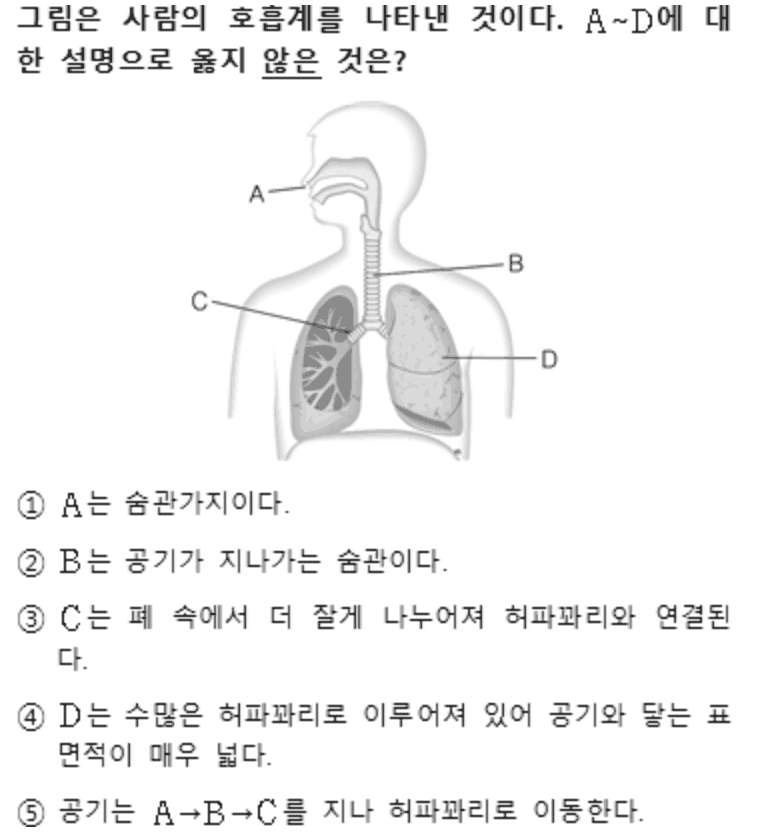 그림은 사람의 호흡계를 나타낸 것이다. A~D에 대
한 설명으로 옳지 않은 것은?
A
B
C
D
① A는 숨관가지이다.
② B는 공기가 지나가는 숨관이다.
③ C는 폐 속에서 더 잘게 나누어져 허파꽈리와 연결된
다.
④ D는 수많은 허파꽈리로 이루어져 있어 공기와 닿는 표
면적이 매우 넓다.
⑤ 공기는 A→B→C를 지나 허파꽈리로 이동한다.